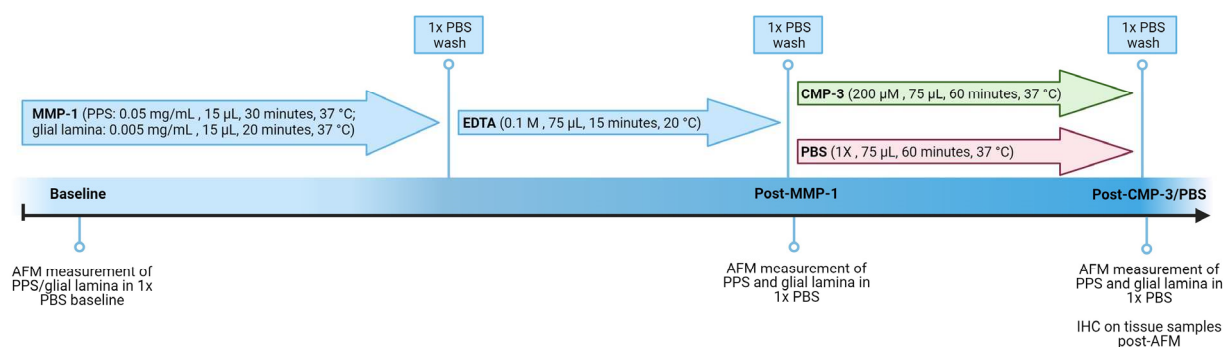 1x PBS
wash
1x PBS
wash
1x PBS
wash
MMP-1 (PPS: 0.05 mg/mL , 15 µL, 30 minutes, 37 °C;
glial lamina: 0.005 mg/mL , 15 µL, 20 minutes, 37 °C)
EDTA (0.1 M , 75 µL, 15 minutes, 20 °C)
CMP-3 (200 µM , 75 µL, 60 minutes, 37 °C)
PBS (1X , 75 µL, 60 minutes, 37 °C)
Baseline
Post-MMP-1
Post-CMP-3/PBS
AFM measurement of
PPS/glial lamina in 1x
PBS baseline
AFM measurement of
PPS and glial lamina in
1x PBS
AFM measurement of
PPS and glial lamina in
1x PBS
IHC on tissue samples
post-AFM